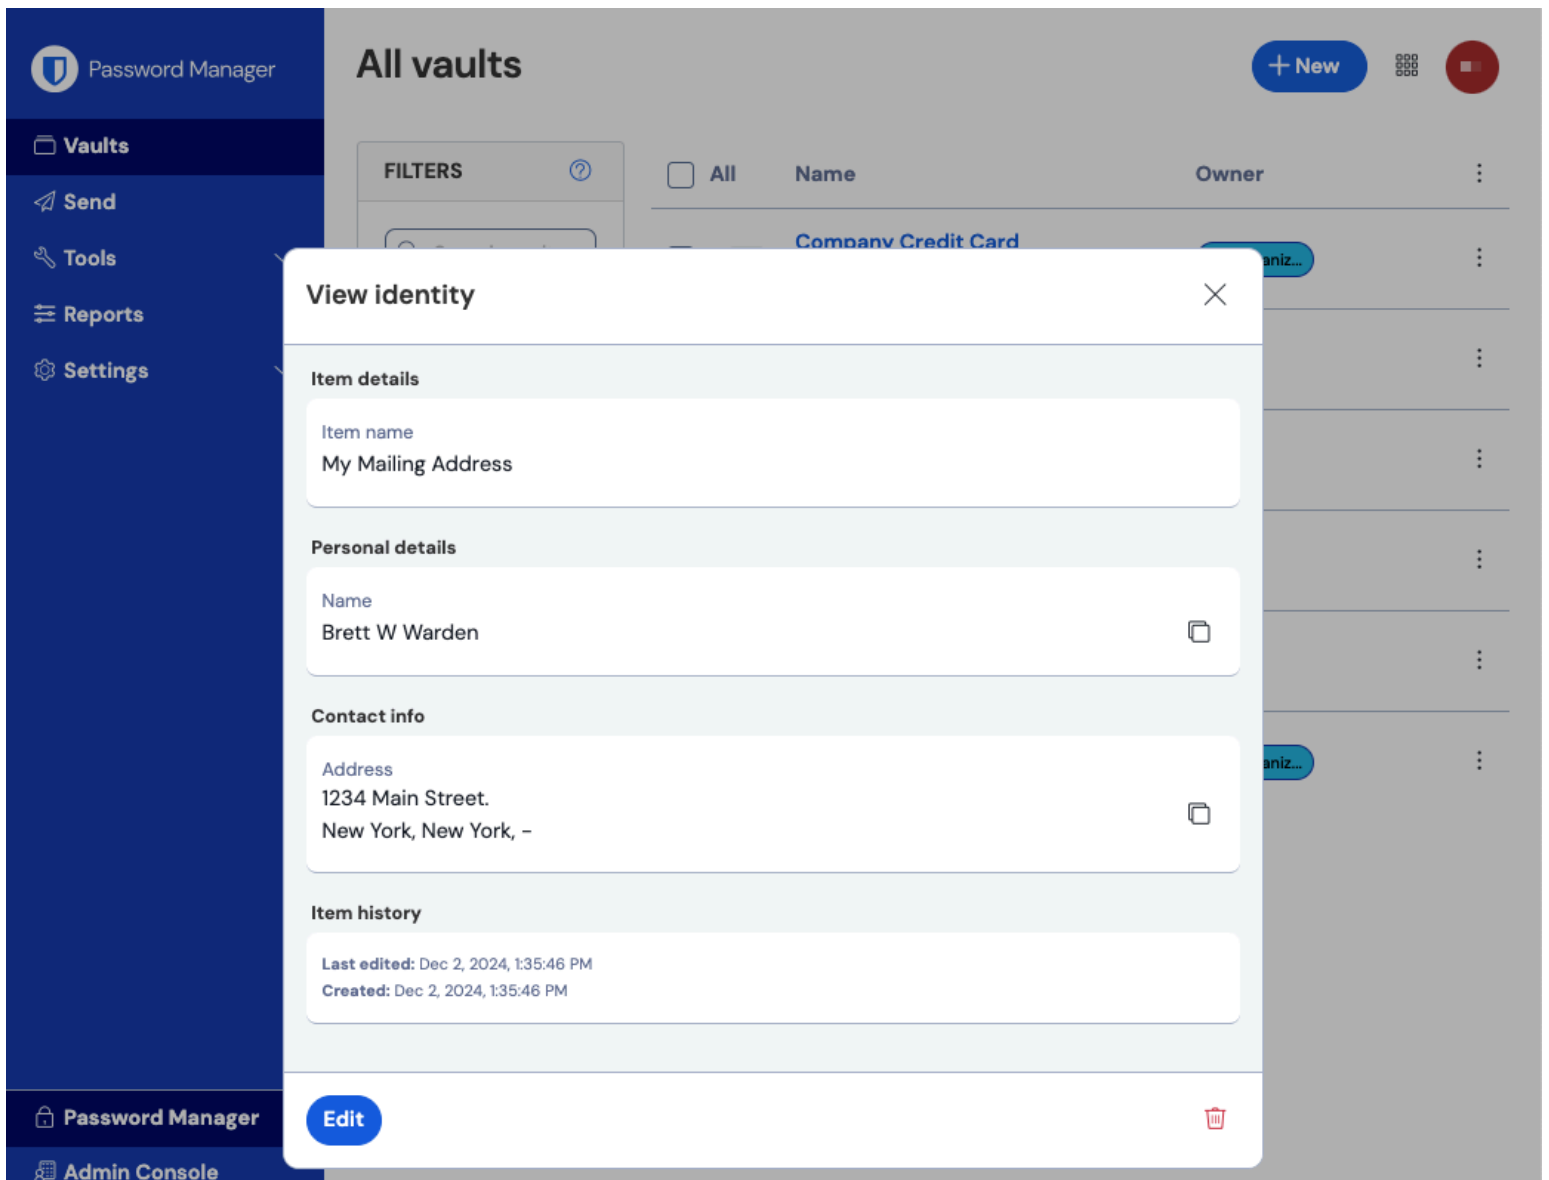 Password Manager
All vaults
New
Vaults
Send
Tools
Reports
Settings
FILTERS
All
Name
Owner
Company Credit Card
aniz...
View identity
Item details
Item name
My Mailing Address
Personal details
Name
Brett W Warden
Contact info
Address
1234 Main Street.
New York, New York, -
aniz...
Item history
Last edited: Dec 2, 2024, 1:35:46 PM
Created: Dec 2, 2024, 1:35:46 PM
Edit
Password Manager
Admin Console